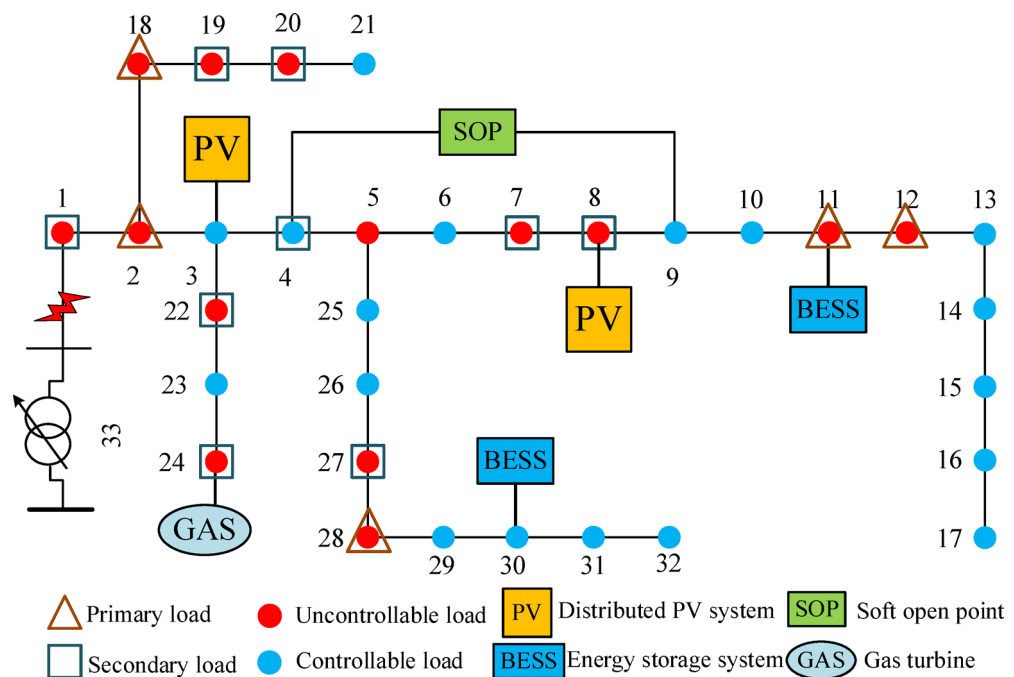 18 19 20 21
PV
SOP
1 5 6 7 8 10 11 12 13
2 3 4 9
22 25 PV BESS 14
23 26 15
33
24 27 BESS 16
GAS 28 17
29 30 31 32
Primary load Uncontrollable load PV Distributed PV system SOP Soft open point
Secondary load Controllable load BESS Energy storage system GAS Gas turbine